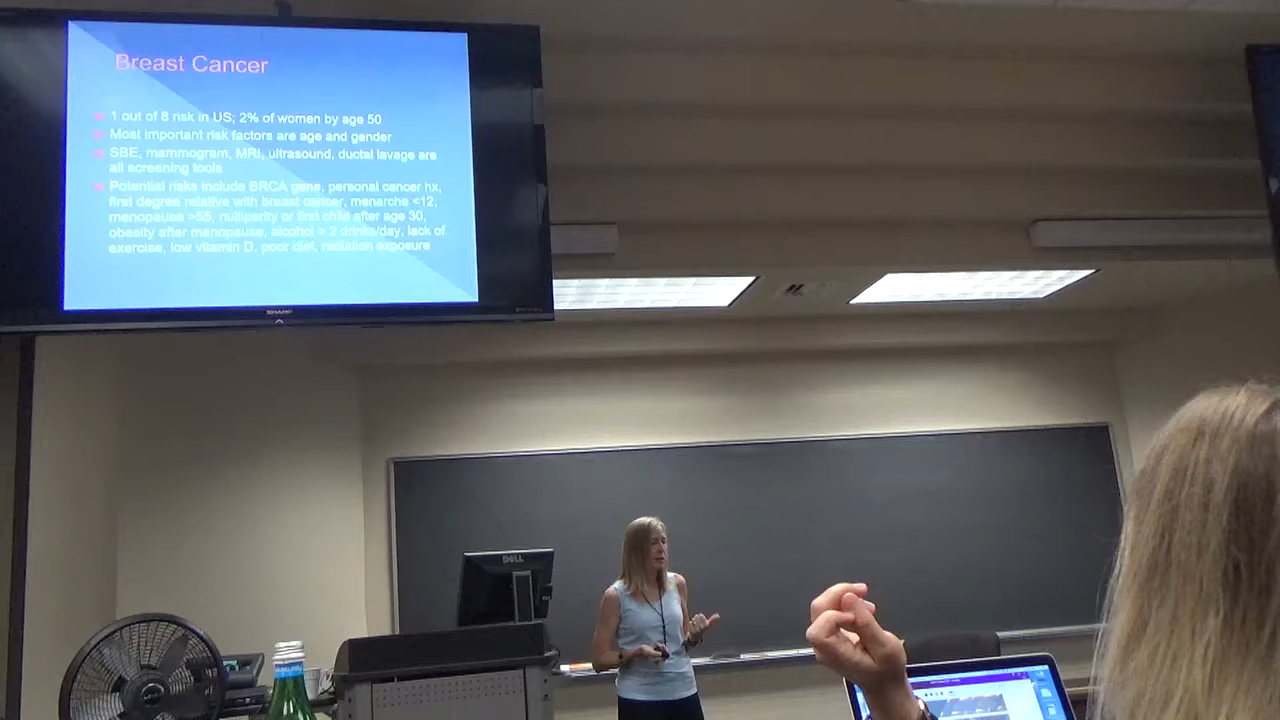 Breast Cancer
1 out of 8 risk in US; 2% of women by age 50
Most important risk factors are age and gender
SBE, mammogram, MRI, ultrasound, ductal lavage are
all screening tools
Potential risks include BRCA gene, personal cancer hx,
first degree relative with breast cancer, menarche <12,
menopause >55, nulliparity or first child after age 30,
obesity after menopause, alcohol > 2 drinks/day, lack of
exercise, low vitamin D, poor diet, radiation exposure
SHARP
DELL